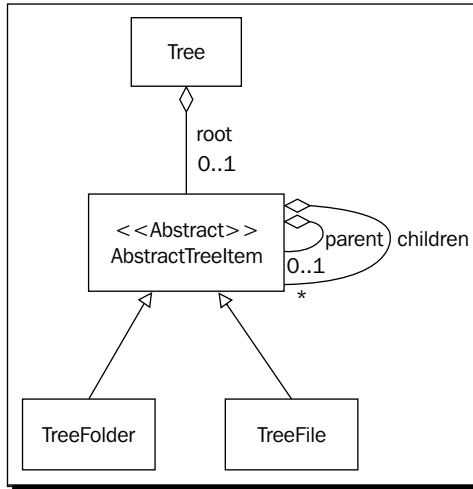 Tree
root
0..1
<<Abstract>>
AbstractTreeItem
parent
children
0..1
*
TreeFolder
TreeFile